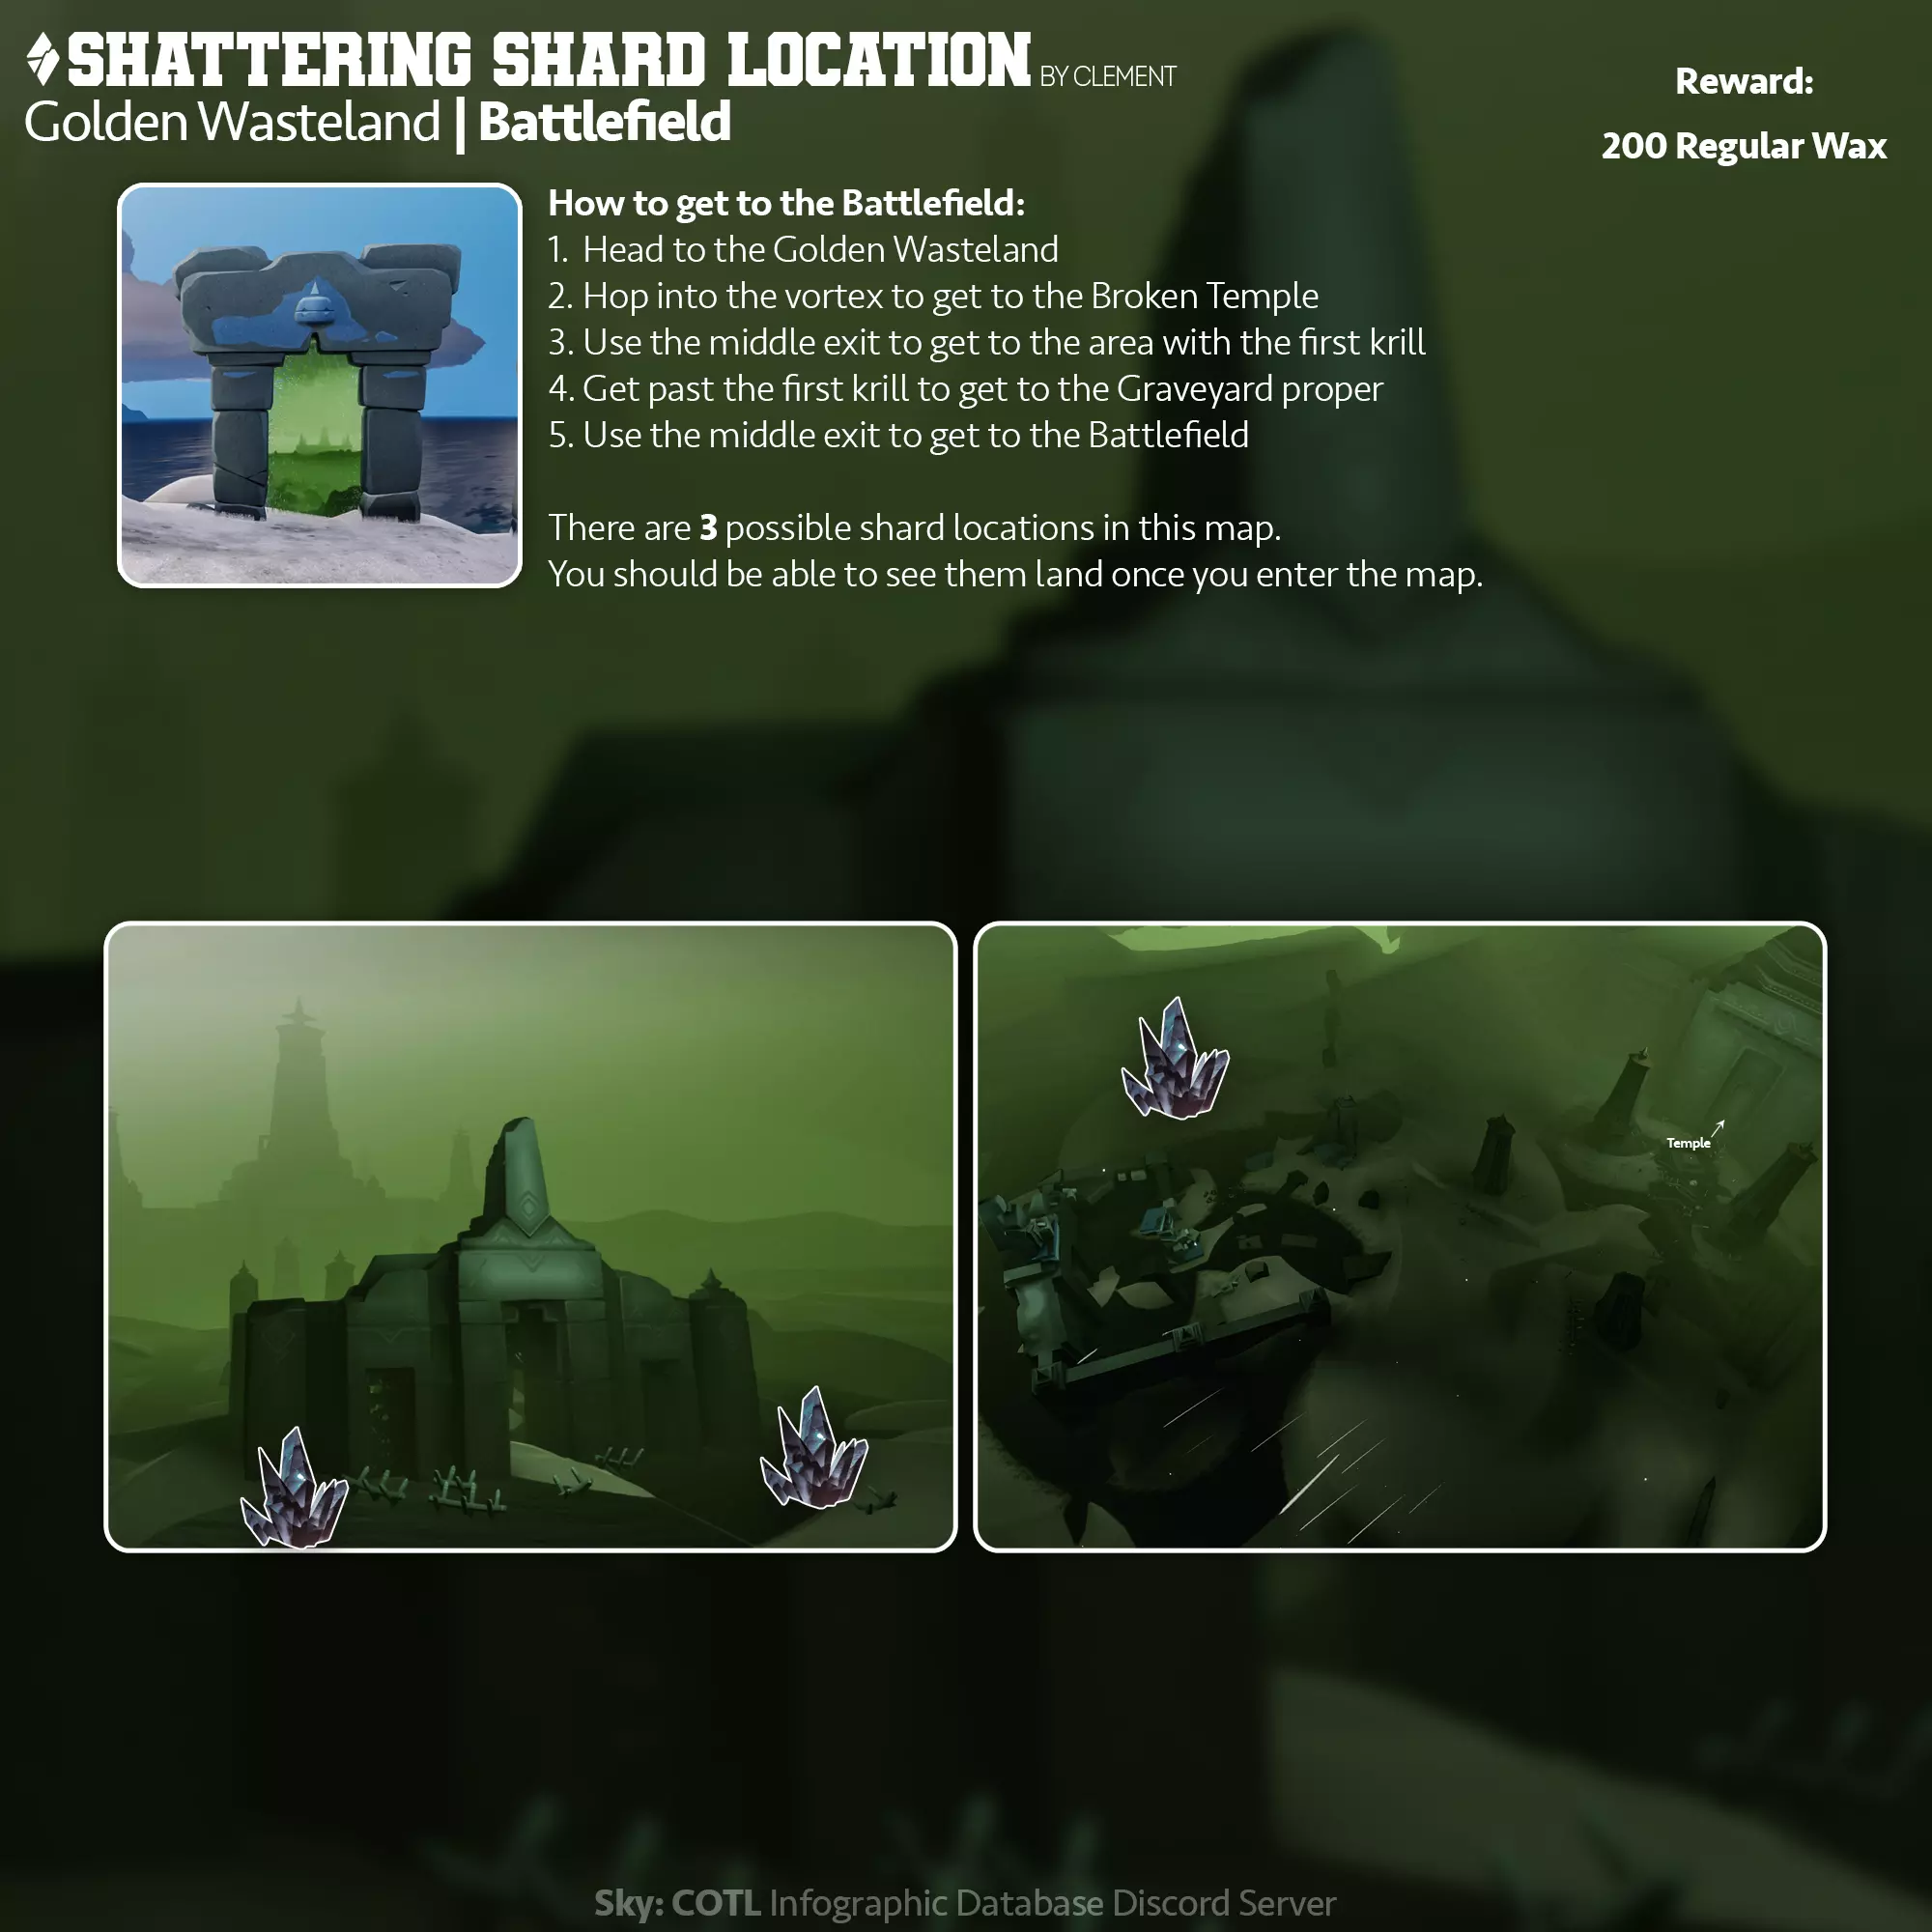 SHATTERING SHARD LOCATION BY CLEMENT
Golden Wasteland | Battlefield
Reward:
200 Regular Wax
How to get to the Battlefield:
1. Head to the Golden Wasteland
2. Hop into the vortex to get to the Broken Temple
3. Use the middle exit to get to the area with the first krill
4. Get past the first krill to get to the Graveyard proper
5. Use the middle exit to get to the Battlefield
There are 3 possible shard locations in this map.
You should be able to see them land once you enter the map.
Temple
Sky: COTL Infographic Database Discord Server